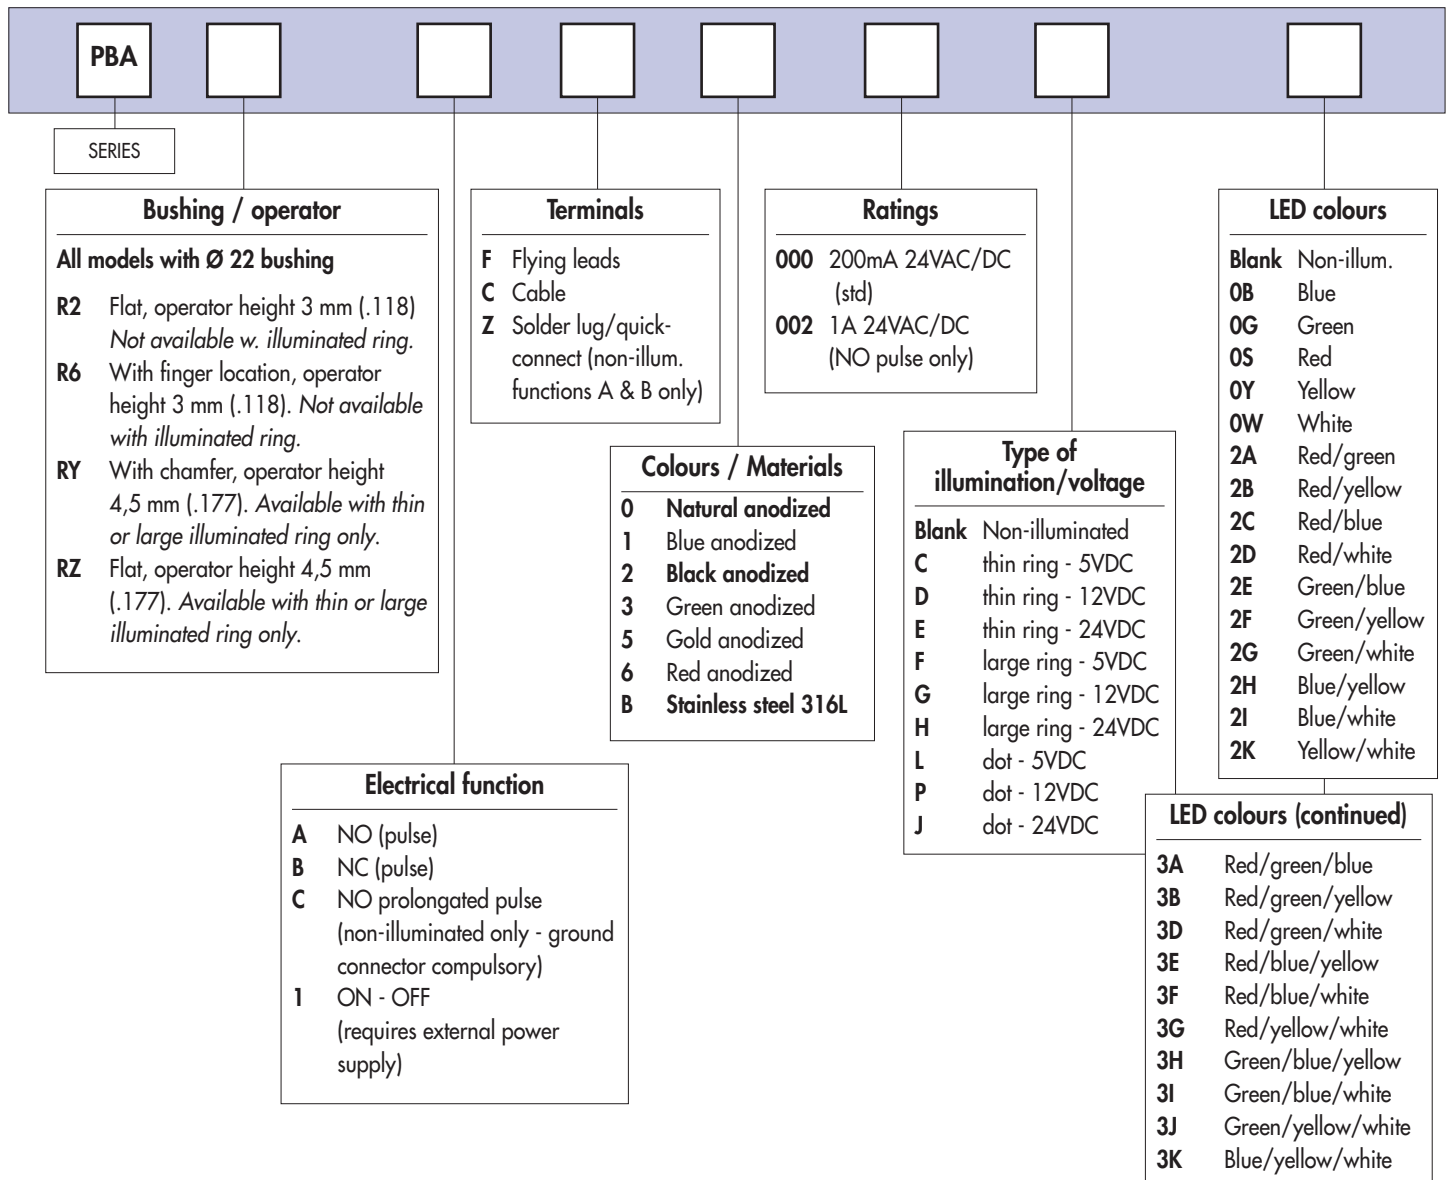 PBA
SERIES
Bushing / operator
All models with Ø 22 bushing
R2 Flat, operator height 3 mm (.118)
Not available w. illuminated ring.
R6 With finger location, operator
height 3 mm (.118). Not available
with illuminated ring.
RY With chamfer, operator height
4,5 mm (.177). Available with thin
or large illuminated ring only.
RZ Flat, operator height 4,5 mm
(.177). Available with thin or large
illuminated ring only.
Electrical function
A NO (pulse)
B NC (pulse)
C NO prolongated pulse
(non-illuminated only - ground
connector compulsory)
1 ON - OFF
(requires external power
supply)
Terminals
F Flying leads
C Cable
Z Solder lug/quick-
connect (non-illum.
functions A & B only)
Colours / Materials
0 Natural anodized
1 Blue anodized
2 Black anodized
3 Green anodized
5 Gold anodized
6 Red anodized
B Stainless steel 316L
Ratings
000 200mA 24VAC/DC
(std)
002 1A 24VAC/DC
(NO pulse only)
Type of
illumination/voltage
Blank Non-illuminated
C thin ring - 5VDC
D thin ring - 12VDC
E thin ring - 24VDC
F large ring - 5VDC
G large ring - 12VDC
H large ring - 24VDC
L dot - 5VDC
P dot - 12VDC
J dot - 24VDC
LED colours
Blank Non-illum.
0B Blue
0G Green
0S Red
0Y Yellow
0W White
2A Red/green
2B Red/yellow
2C Red/blue
2D Red/white
2E Green/blue
2F Green/yellow
2G Green/white
2H Blue/yellow
2I Blue/white
2K Yellow/white
LED colours (continued)
3A Red/green/blue
3B Red/green/yellow
3D Red/green/white
3E Red/blue/yellow
3F Red/blue/white
3G Red/yellow/white
3H Green/blue/yellow
3I Green/blue/white
3J Green/yellow/white
3K Blue/yellow/white